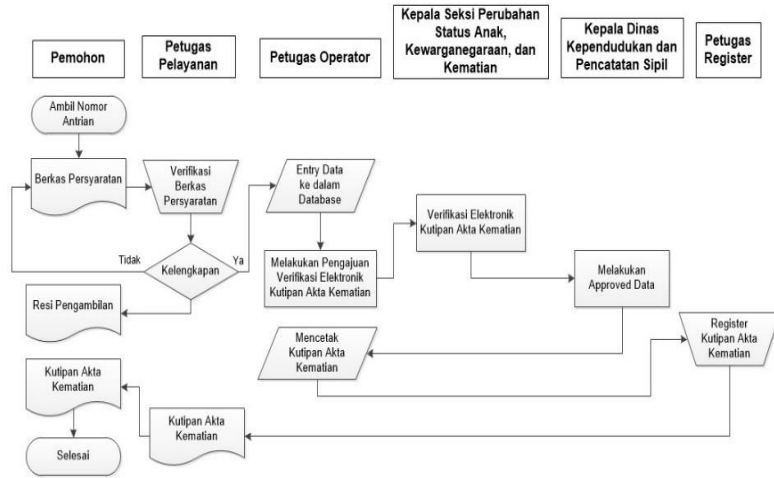 Pemohon
Petugas
Pelayanan
Petugas Operator
Kepala Seksi Perubahan
Status Anak,
Kewarganegaraan, dan
Kematian
Kepala Dinas
Kependudukan dan
Pencatatan Sipil
Petugas
Register
Ambil Nomor
Antrian
Berkas Persyaratan
Verifikasi
Berkas
Persyaratan
Entry Data
ke dalam
Database
Verifikasi Elektronik
Kutipan Akta Kematian
Tidak
Kelengkapan
Ya
Melakukan Pengajuan
Verifikasi Elektronik
Kutipan Akta Kematian
Melakukan
Approved Data
Resi Pengambilan
Mencetak
Kutipan Akta
Kematian
Register
Kutipan Akta
Kematian
Kutipan Akta
Kematian
Kutipan Akta
Kematian
Selesai